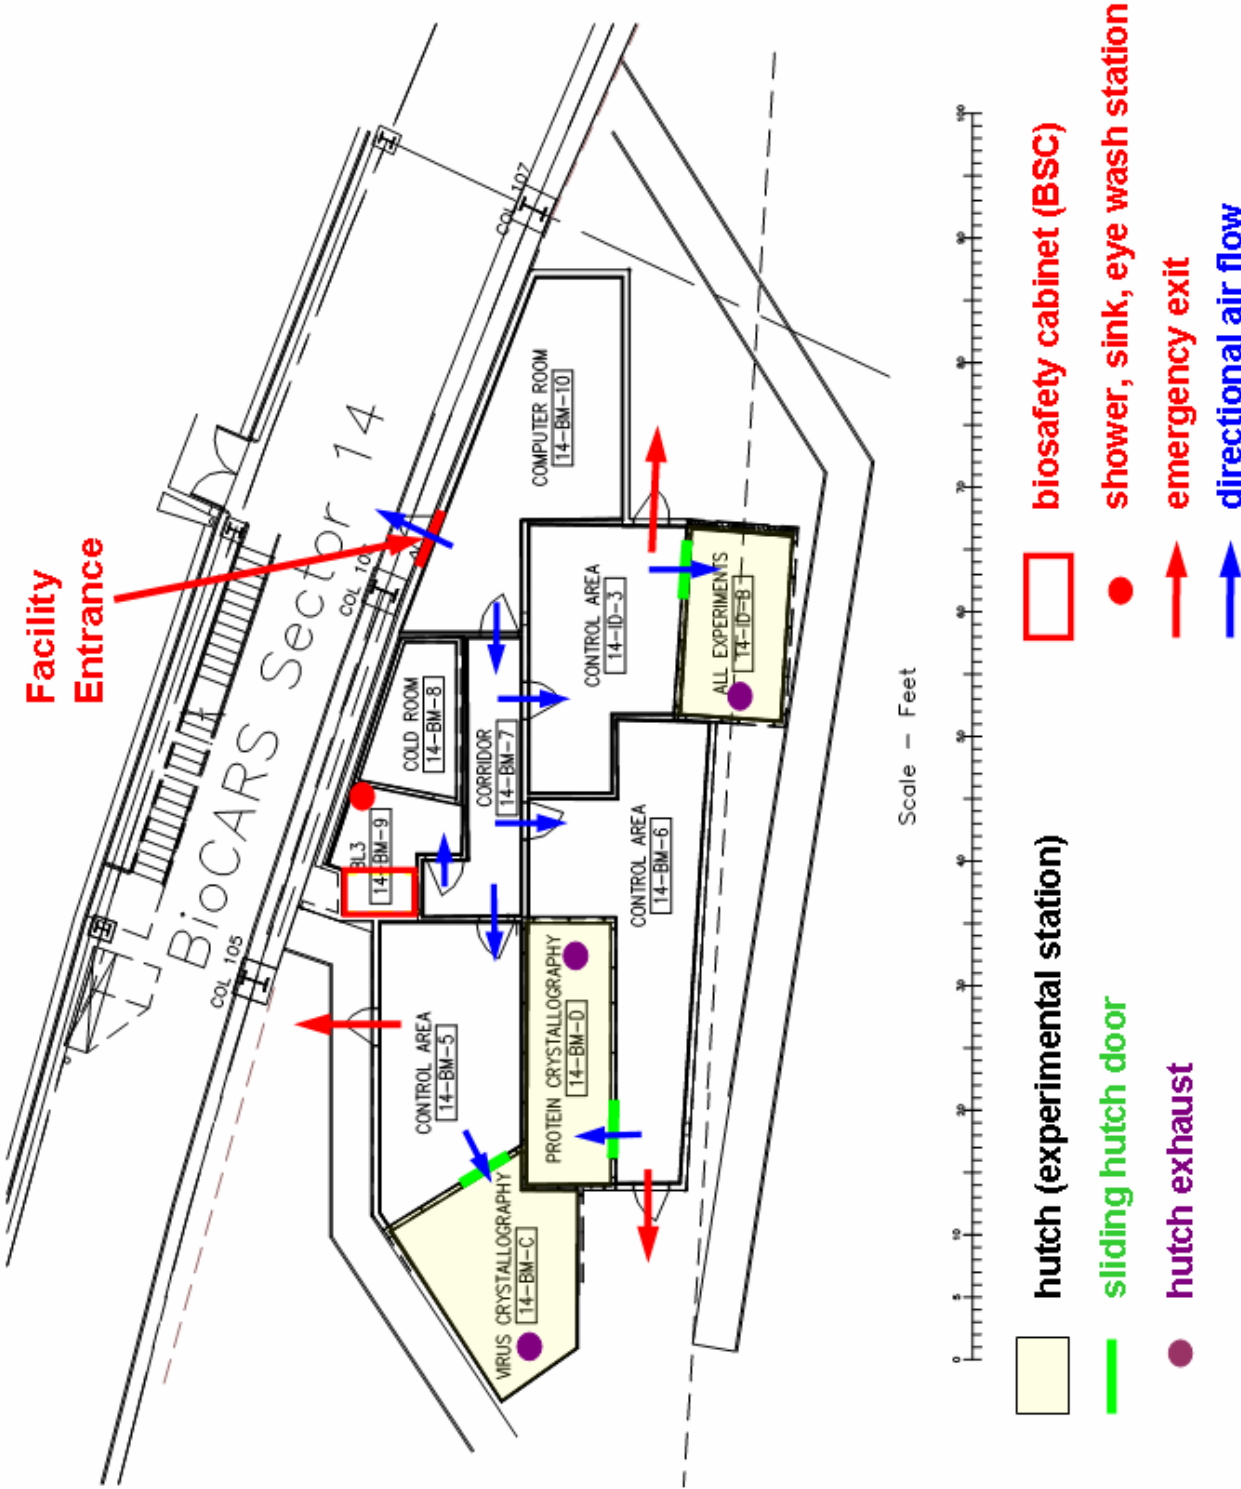 Facility
Entrance
BioCARS Sector 14
COL 105
COL 107
COMPUTER ROOM
14-BM-10
COLD ROOM
14-BM-8
BL3
14-BM-9
CORRIDOR
14-BM-7
CONTROL AREA
14-ID-3
ALL EXPERIMENTS
14-ID-B
CONTROL AREA
14-BM-6
CONTROL AREA
14-BM-5
PROTEIN CRYSTALLOGRAPHY
14-BM-D
VIRUS CRYSTALLOGRAPHY
14-BM-C
Scale - Feet
0 5 10 20 30 40 50 60 70 80 90 100
hutch (experimental station)
sliding hutch door
hutch exhaust
biosafety cabinet (BSC)
shower, sink, eye wash station
emergency exit
directional air flow